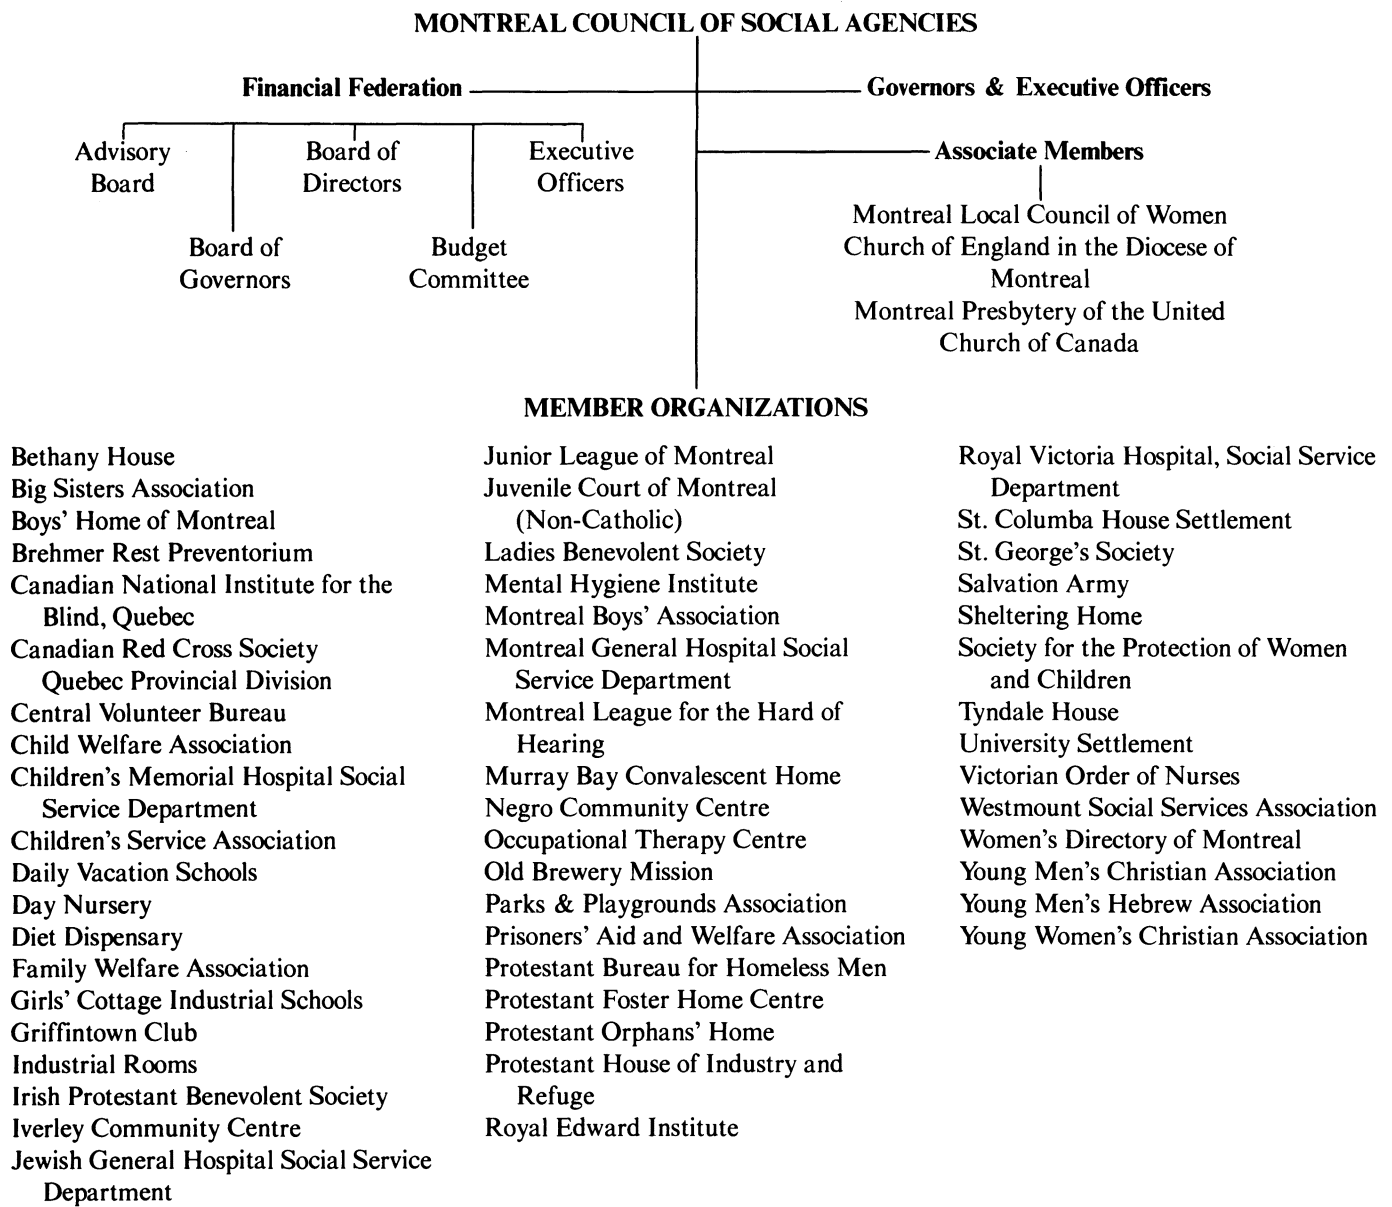 MONTREAL COUNCIL OF SOCIAL AGENCIES
Financial Federation
Governors & Executive Officers
Advisory
Board
Board of
Directors
Executive
Officers
Board of
Governors
Budget
Committee
Associate Members
Montreal Local Council of Women
Church of England in the Diocese of
Montreal
Montreal Presbytery of the United
Church of Canada
MEMBER ORGANIZATIONS
Bethany House
Big Sisters Association
Boys' Home of Montreal
Brehmer Rest Preventorium
Canadian National Institute for the
Blind, Quebec
Canadian Red Cross Society
Quebec Provincial Division
Central Volunteer Bureau
Child Welfare Association
Children's Memorial Hospital Social
Service Department
Children's Service Association
Daily Vacation Schools
Day Nursery
Diet Dispensary
Family Welfare Association
Girls' Cottage Industrial Schools
Griffintown Club
Industrial Rooms
Irish Protestant Benevolent Society
Iverley Community Centre
Jewish General Hospital Social Service
Department
Junior League of Montreal
Juvenile Court of Montreal
(Non-Catholic)
Ladies Benevolent Society
Mental Hygiene Institute
Montreal Boys' Association
Montreal General Hospital Social
Service Department
Montreal League for the Hard of
Hearing
Murray Bay Convalescent Home
Negro Community Centre
Occupational Therapy Centre
Old Brewery Mission
Parks & Playgrounds Association
Prisoners' Aid and Welfare Association
Protestant Bureau for Homeless Men
Protestant Foster Home Centre
Protestant Orphans' Home
Protestant House of Industry and
Refuge
Royal Edward Institute
Royal Victoria Hospital, Social Service
Department
St. Columba House Settlement
St. George's Society
Salvation Army
Sheltering Home
Society for the Protection of Women
and Children
Tyndale House
University Settlement
Victorian Order of Nurses
Westmount Social Services Association
Women's Directory of Montreal
Young Men's Christian Association
Young Men's Hebrew Association
Young Women's Christian Association